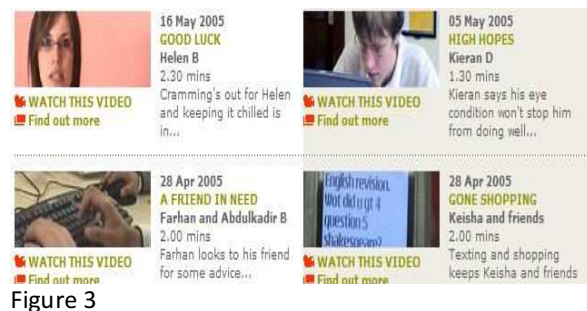 16 May 2005
GOOD LUCK
Helen B
2.30 mins
Cramming's out for Helen
and keeping it chilled is
in...
WATCH THIS VIDEO
Find out more
05 May 2005
HIGH HOPES
Kieran D
1.30 mins
Kieran says his eye
condition won't stop him
from doing well...
WATCH THIS VIDEO
Find out more
28 Apr 2005
A FRIEND IN NEED
Farhan and Abdulkadir B
2.00 mins
Farhan looks to his friend
for some advice...
WATCH THIS VIDEO
Find out more
English revision.
Wot did u gt 4
question 5
shakespeare?
28 Apr 2005
GONE SHOPPING
Keisha and friends
2.00 mins
Texting and shopping
keeps Keisha and friends
WATCH THIS VIDEO
Find out more
Figure 3